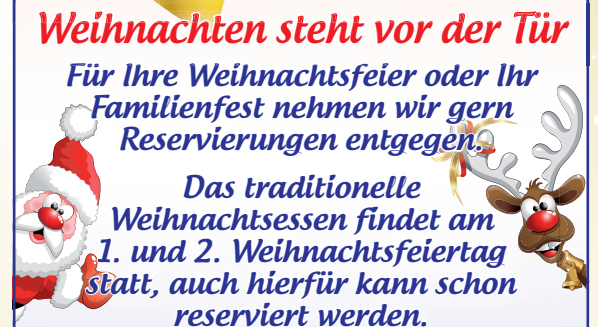 Weihnachten steht vor der Tür
Für Ihre Weihnachtsfeier oder Ihr
Familienfest nehmen wir gern
Reservierungen entgegen.
Das traditionelle
Weihnachtsessen findet am
1. und 2. Weihnachtsfeiertag
statt, auch hierfür kann schon
reserviert werden.